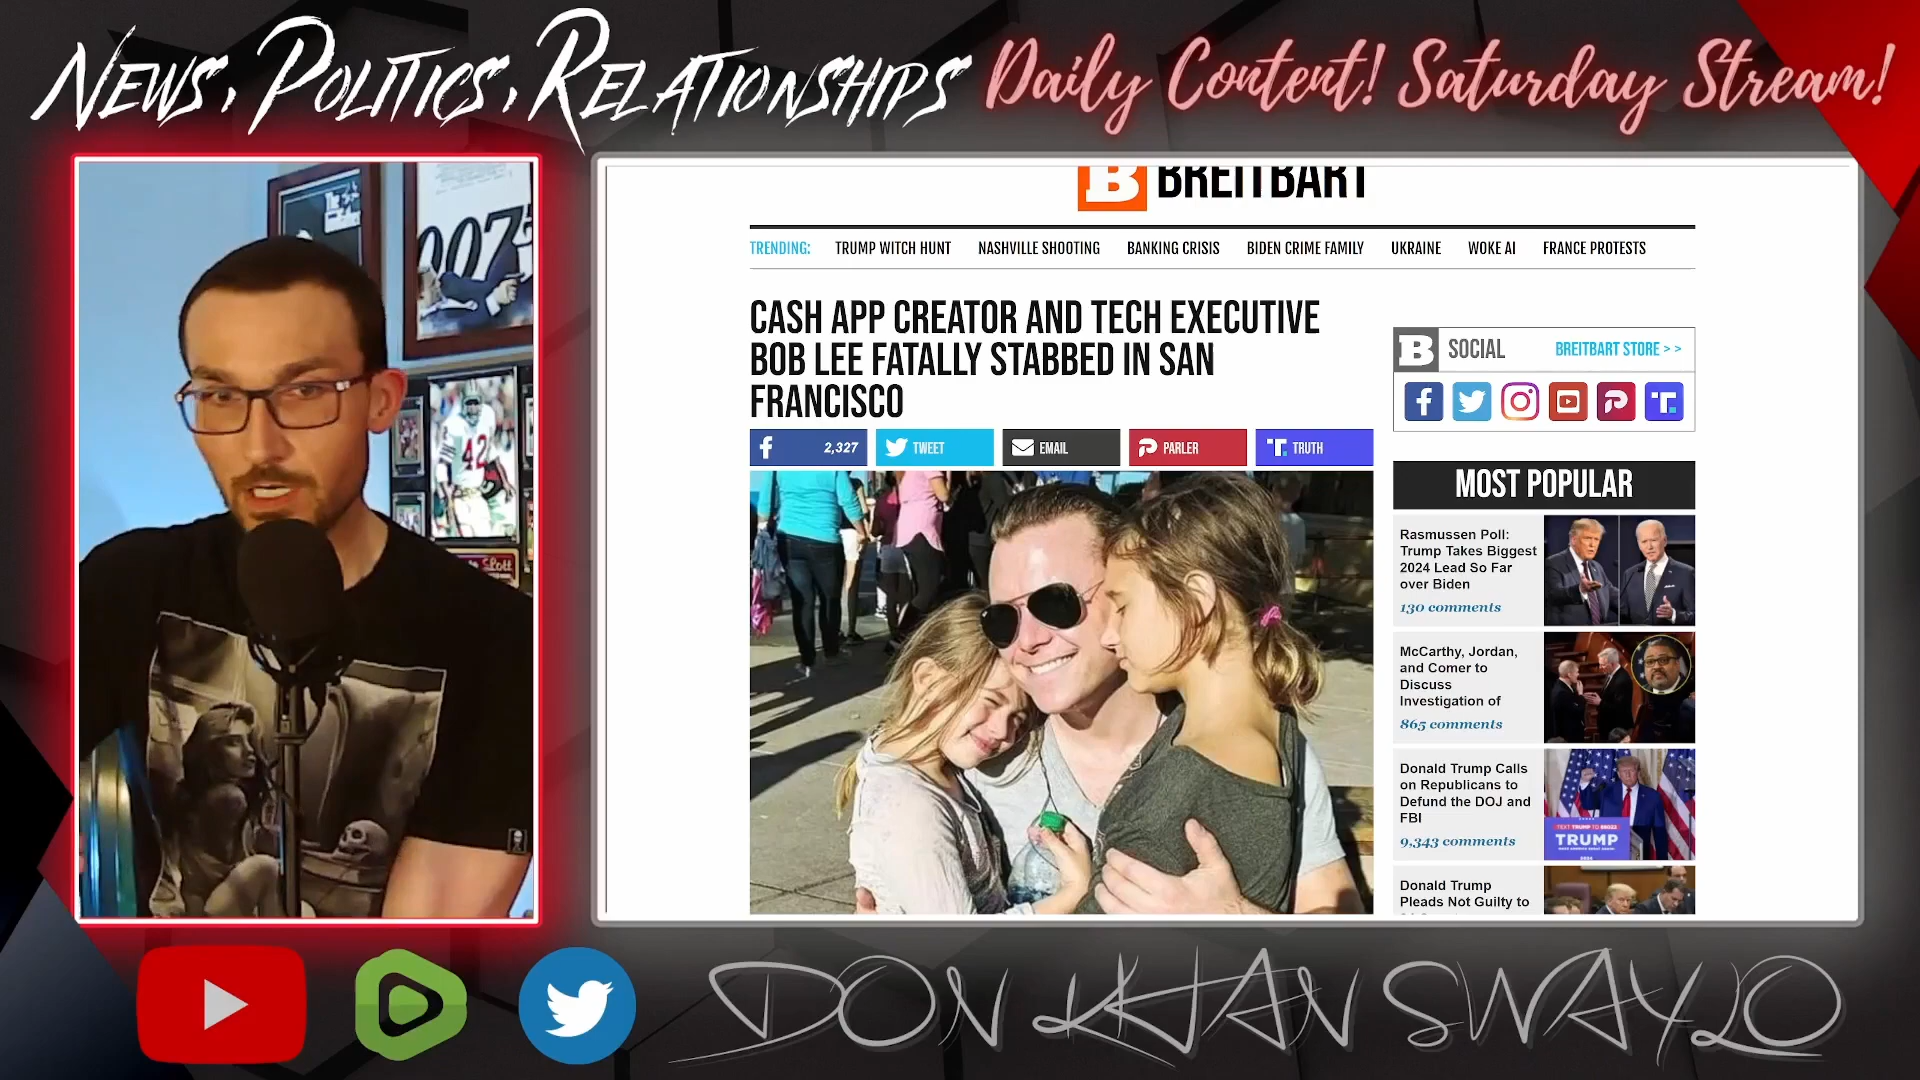 News, Politics, Relationships
Daily Content! Saturday Stream!
007
42
Slott
B BREITBART
TRENDING: TRUMP WITCH HUNT NASHVILLE SHOOTING BANKING CRISIS BIDEN CRIME FAMILY UKRAINE WOKE AI FRANCE PROTESTS
CASH APP CREATOR AND TECH EXECUTIVE
BOB LEE FATALLY STABBED IN SAN
FRANCISCO
2,327 TWEET EMAIL PARLER TRUTH
B SOCIAL BREITBART STORE > >
MOST POPULAR
Rasmussen Poll:
Trump Takes Biggest
2024 Lead So Far
over Biden
130 comments
McCarthy, Jordan,
and Comer to
Discuss
Investigation of
865 comments
Donald Trump Calls
on Republicans to
Defund the DOJ and
FBI
9,343 comments
TRUMP
Donald Trump
Pleads Not Guilty to
DON KHAN SWAYLO